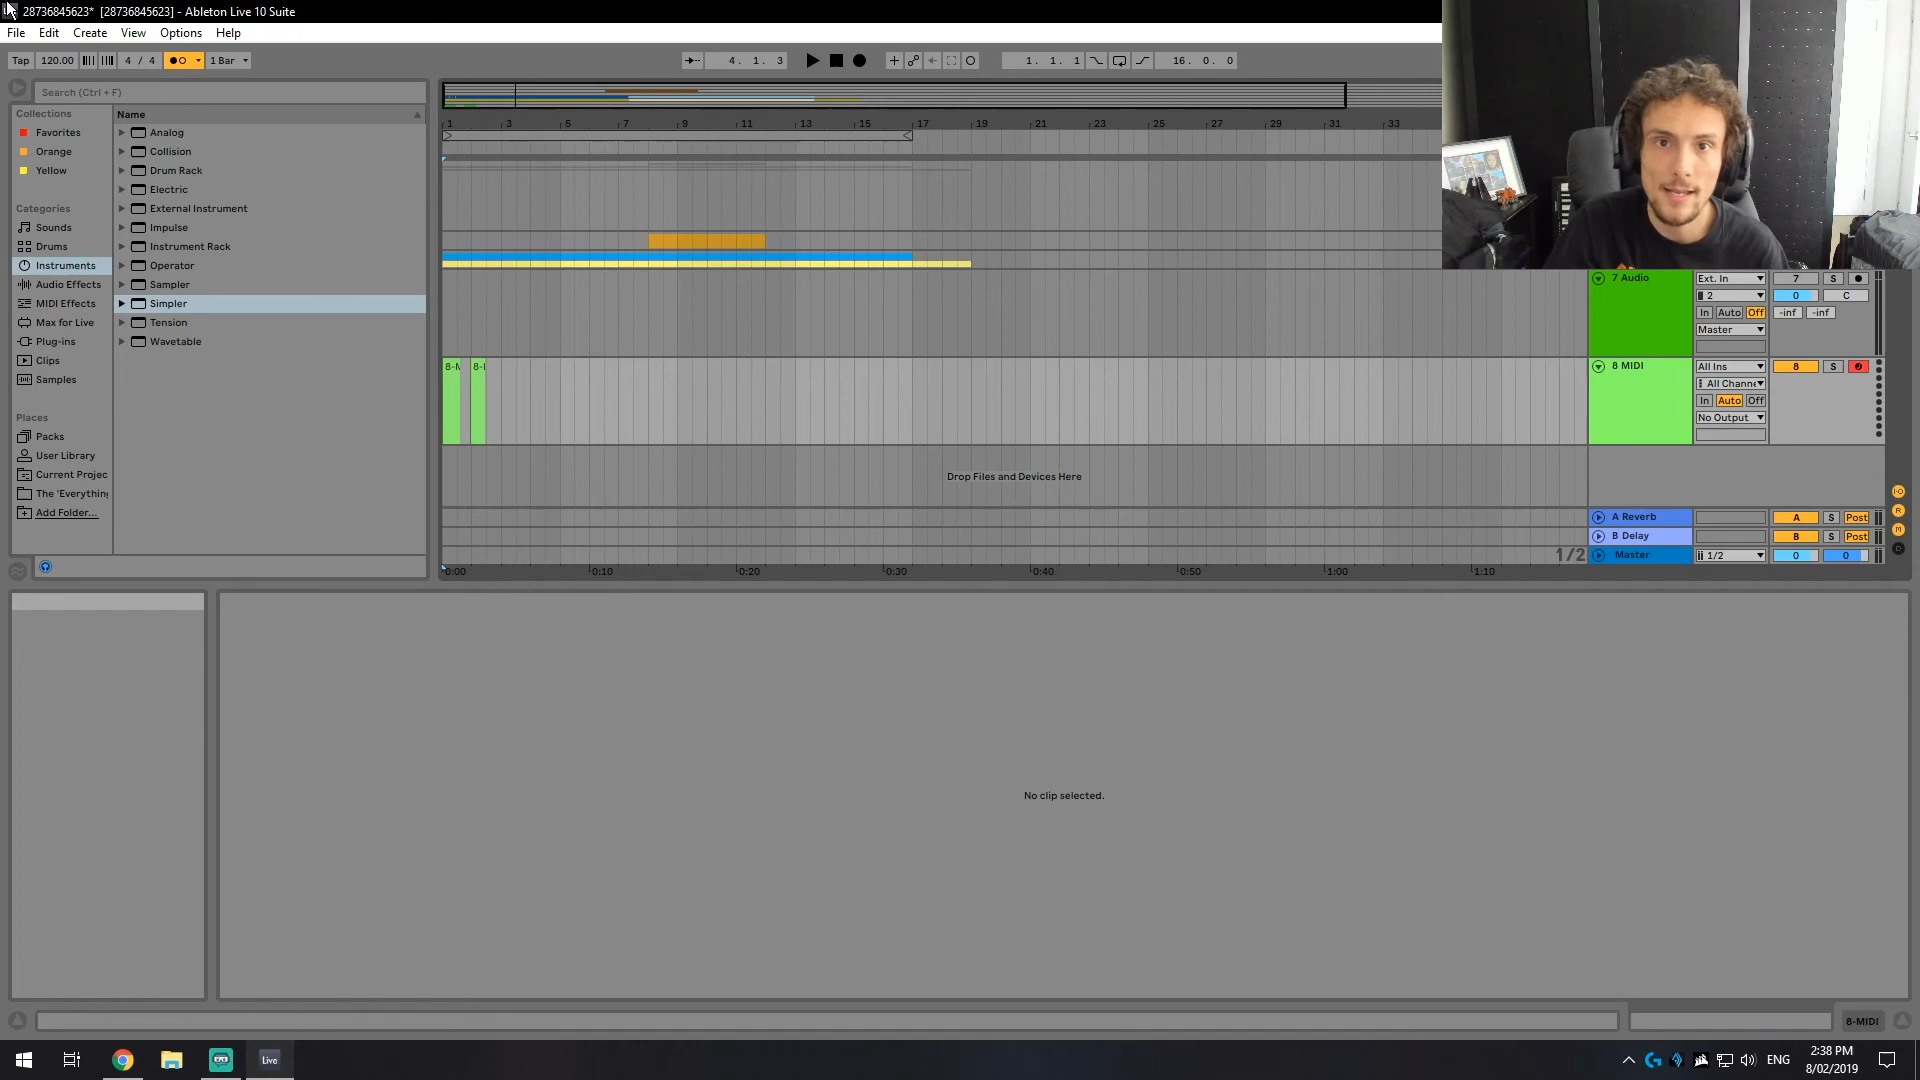 28736845623* [28736845623] - Ableton Live 10 Suite
File Edit Create View Options Help
Tap 120.00 4 / 4 1 Bar 4. 1. 3 1. 1. 1 16. 0. 0
Search (Ctrl + F)
Collections
Favorites
Orange
Yellow
Categories
Sounds
Drums
Instruments
Audio Effects
MIDI Effects
Max for Live
Plug-ins
Clips
Samples
Places
Packs
User Library
Current Projec
The 'Everything
Add Folder...
Name
Analog
Collision
Drum Rack
Electric
External Instrument
Impulse
Instrument Rack
Operator
Sampler
Simpler
Tension
Wavetable
1 3 5 7 9 11 13 15 17 19 21 23 25 27 29 31 33
7 Audio Ext. In 7 S
2 0 C
In Auto Off -inf -inf
Master
8-M 8-I 8 MIDI All Ins 8 S
All Channe
In Auto Off
No Output
Drop Files and Devices Here
A Reverb A S Post
B Delay B S Post
1/2 Master 1/2 0 0
0:00 0:10 0:20 0:30 0:40 0:50 1:00 1:10
No clip selected.
8-MIDI
Live
ENG
2:38 PM
8/02/2019